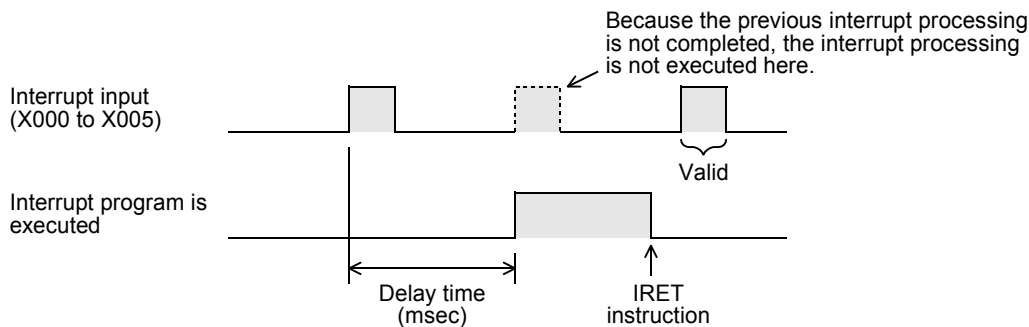 Because the previous interrupt processing
is not completed, the interrupt processing
is not executed here.
Interrupt input
(X000 to X005)
Valid
Interrupt program is
executed
Delay time
(msec)
IRET
instruction